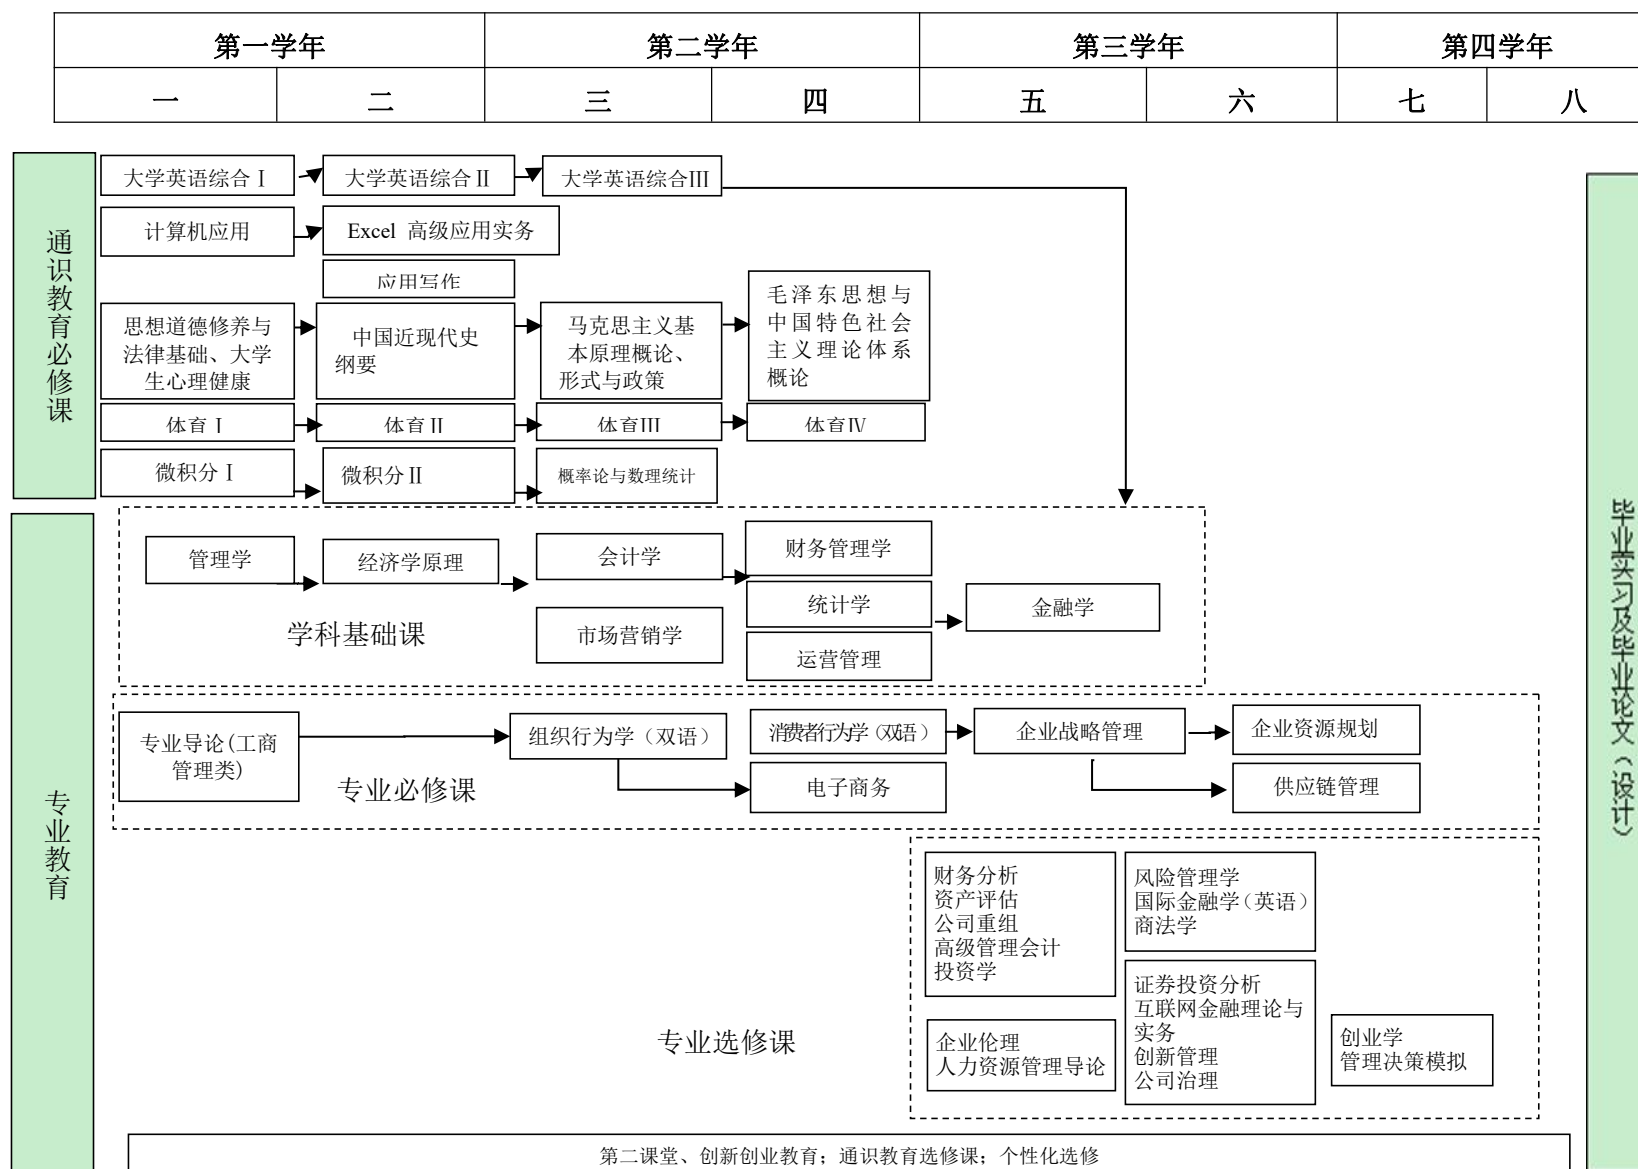 第一学年
第二学年
第三学年
第四学年
一
二
三
四
五
六
七
八
通识教育必修课
大学英语综合Ⅰ
大学英语综合Ⅱ
大学英语综合Ⅲ
计算机应用
Excel 高级应用实务
应用写作
思想道德修养与
法律基础、大学
生心理健康
中国近现代史
纲要
马克思主义基
本原理概论、
形式与政策
毛泽东思想与
中国特色社会
主义理论体系
概论
体育Ⅰ
体育Ⅱ
体育Ⅲ
体育Ⅳ
微积分Ⅰ
微积分Ⅱ
概率论与数理统计
专业教育
管理学
经济学原理
会计学
财务管理学
统计学
金融学
市场营销学
运营管理
学科基础课
专业导论(工商
管理类)
组织行为学（双语）
消费者行为学（双语）
企业战略管理
企业资源规划
电子商务
供应链管理
专业必修课
财务分析
资产评估
公司重组
高级管理会计
投资学
风险管理学
国际金融学（英语）
商法学
企业伦理
人力资源管理导论
证券投资分析
互联网金融理论与
实务
创新管理
公司治理
创业学
管理决策模拟
专业选修课
第二课堂、创新创业教育；通识教育选修课；个性化选修
毕业实习及毕业论文（设计）